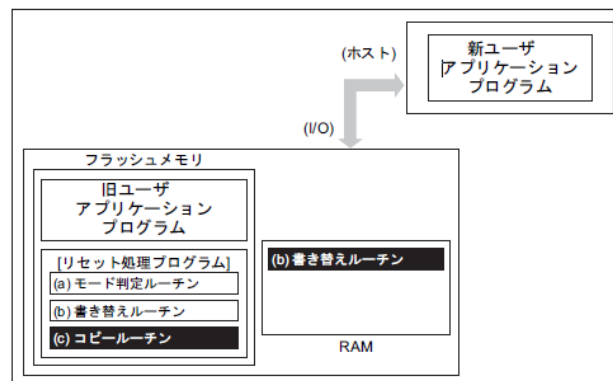 (ホスト)
新ユーザ
アプリケーション
プログラム
(I/O)
フラッシュメモリ
旧ユーザ
アプリケーション
プログラム
[リセット処理プログラム]
(a) モード判定ルーチン
(b) 書き替えルーチン
(c) コピールーチン
(b) 書き替えルーチン
RAM